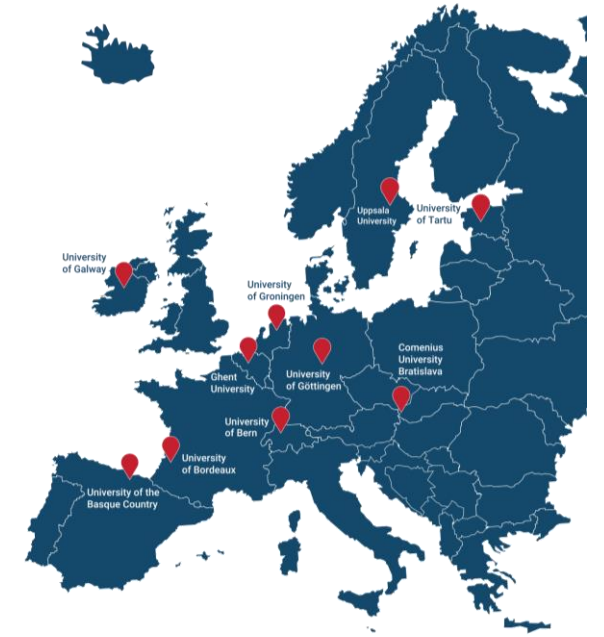 Uppsala
University
University
of Tartu
University
of Galway
University
of Groningen
Comenius
University
Bratislava
Ghent
University
University
of Göttingen
University
of Bern
University
of Bordeaux
University of the
Basque Country